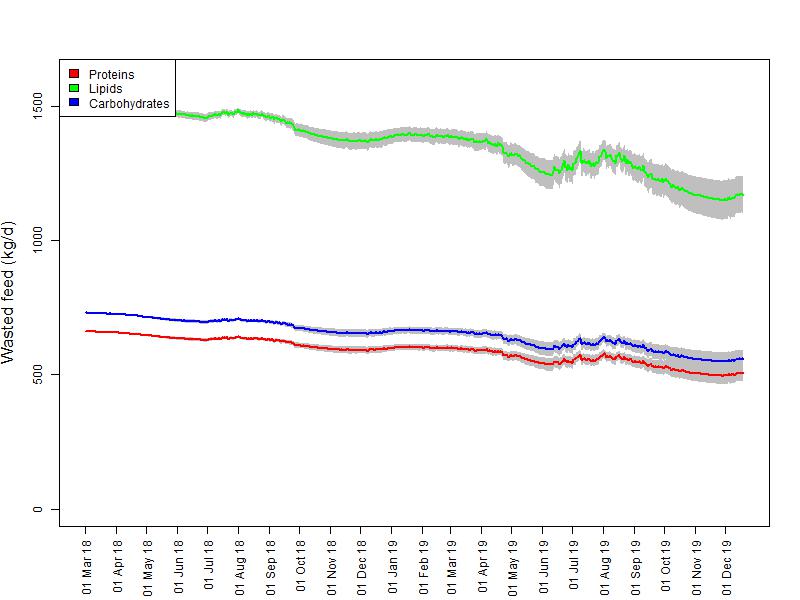 Proteins
Lipids
Carbohydrates
Wasted feed (kg/d)
1500
1000
500
0
01 Mar 18
01 Apr 18
01 May 18
01 Jun 18
01 Jul 18
01 Aug 18
01 Sep 18
01 Oct 18
01 Nov 18
01 Dec 18
01 Jan 19
01 Feb 19
01 Mar 19
01 Apr 19
01 May 19
01 Jun 19
01 Jul 19
01 Aug 19
01 Sep 19
01 Oct 19
01 Nov 19
01 Dec 19